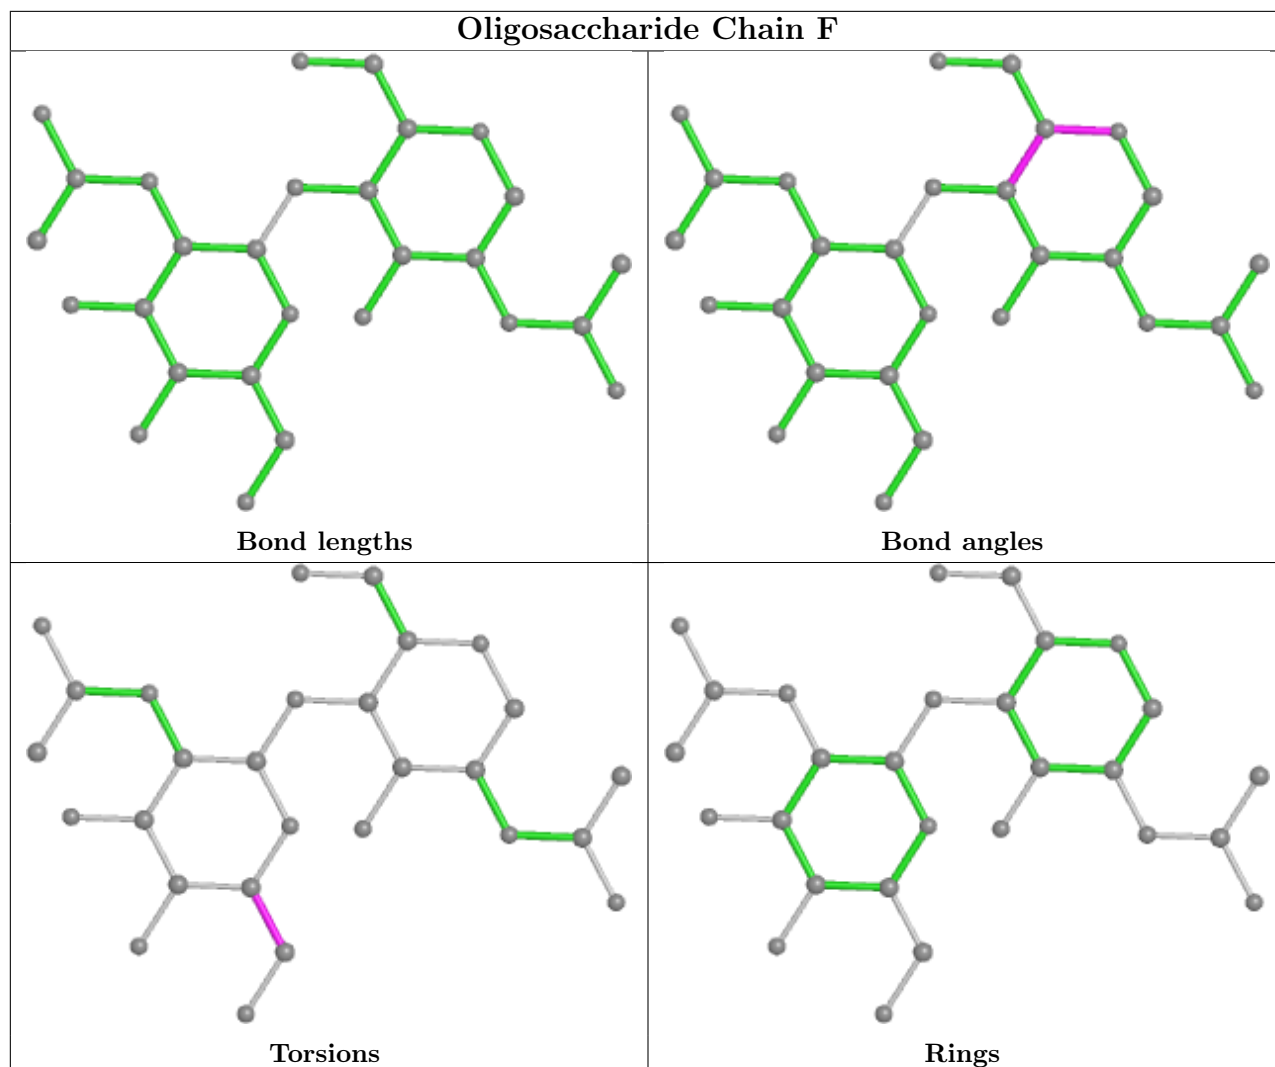 Oligosaccharide Chain F
Bond lengths
Bond angles
Torsions
Rings